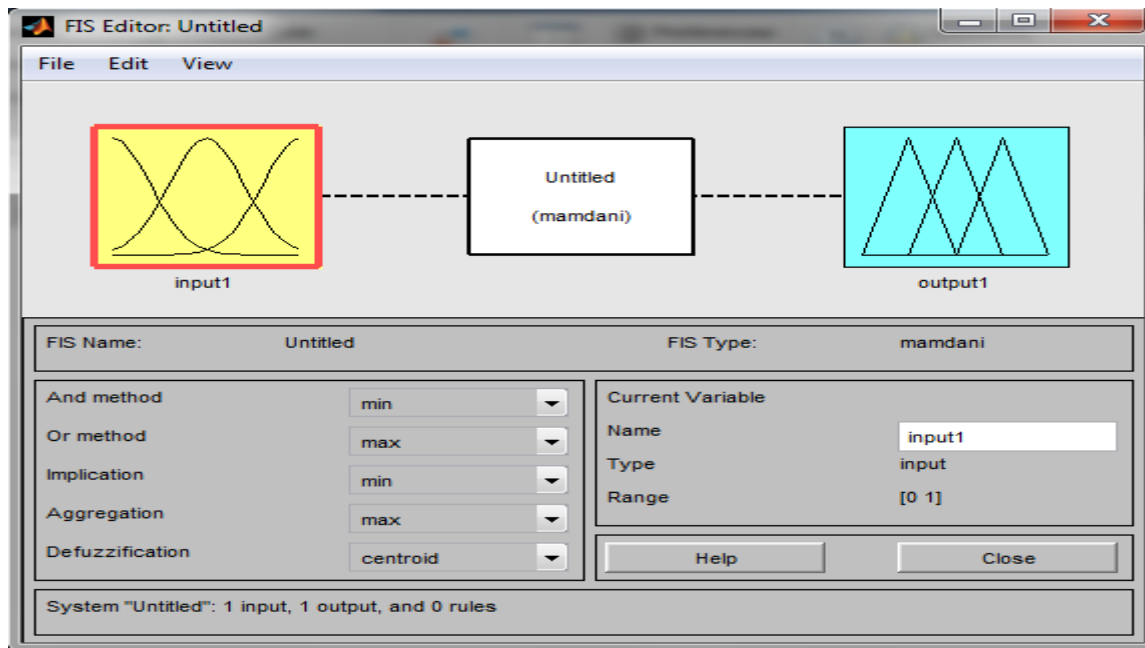 FIS Editor: Untitled
File Edit View
Untitled
(mamdani)
input1
output1
FIS Name: Untitled FIS Type: mamdani
And method min
Or method max
Implication min
Aggregation max
Defuzzification centroid
Current Variable
Name input1
Type input
Range [0 1]
Help Close
System "Untitled": 1 input, 1 output, and 0 rules